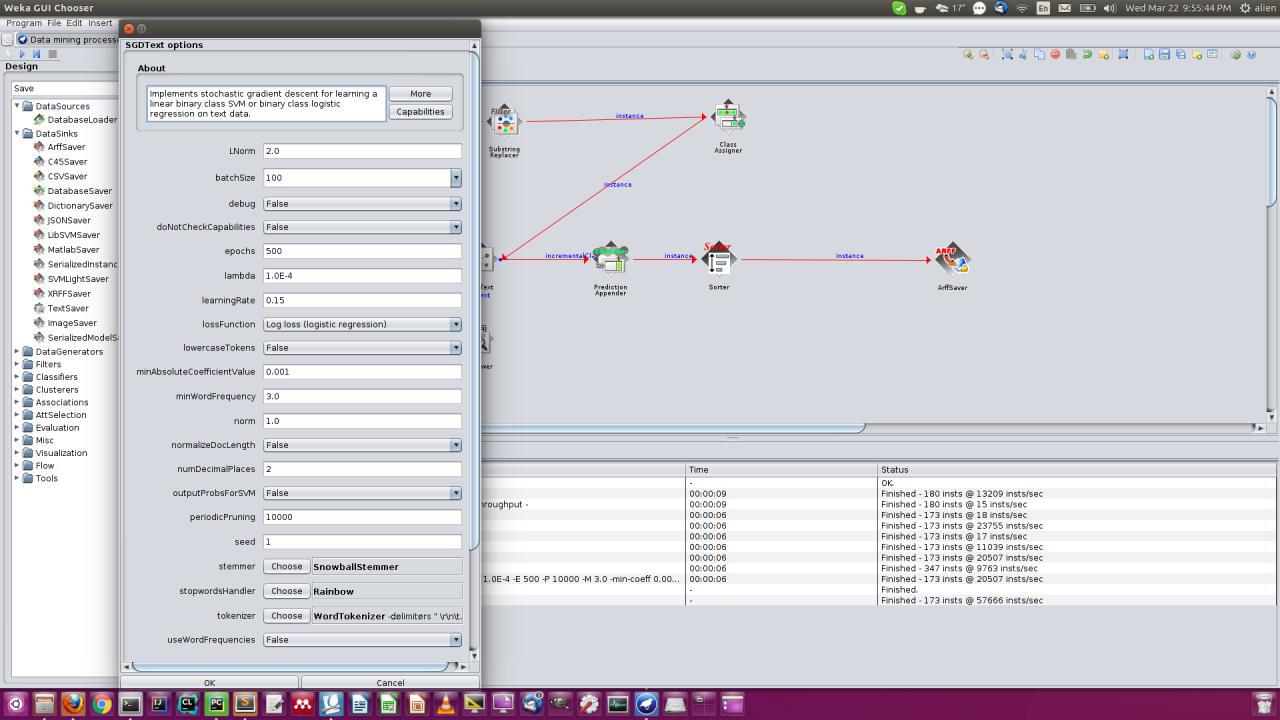 Weka GUI Chooser
17°
En
Wed Mar 22 9:55:44 PM
alien
Program File Edit Insert
Data mining process
Design
Save
DataSources
DatabaseLoader
DataSinks
ArffSaver
C45Saver
CSVSaver
DatabaseSaver
DictionarySaver
JSONSaver
LibSVMSaver
MatlabSaver
SerializedInstanc
SVMLightSaver
XRFFSaver
TextSaver
ImageSaver
SerializedModelSa
DataGenerators
Filters
Classifiers
Clusterers
Associations
AttSelection
Evaluation
Misc
Visualization
Flow
Tools
SGDText options
About
Implements stochastic gradient descent for learning a
linear binary class SVM or binary class logistic
regression on text data.
More
Capabilities
LNorm 2.0
batchSize 100
debug False
doNotCheckCapabilities False
epochs 500
lambda 1.0E-4
learningRate 0.15
lossFunction Log loss (logistic regression)
lowercaseTokens False
minAbsoluteCoefficientValue 0.001
minWordFrequency 3.0
norm 1.0
normalizeDocLength False
numDecimalPlaces 2
outputProbsForSVM False
periodicPruning 10000
seed 1
stemmer Choose SnowballStemmer
stopwordsHandler Choose Rainbow
tokenizer Choose WordTokenizer -delimiters " \r\n\t.
useWordFrequencies False
OK
Cancel
Filter
Substring
Replacer
instance
Class
Assigner
instance
Text
ext
incrementalCla
Prediction
Appender
instance
Sorter
Sorter
instance
ARFF
ArffSaver
wer
Time Status
- OK.
00:00:09 Finished - 180 insts @ 13209 insts/sec
hroughput - 00:00:09 Finished - 180 insts @ 15 insts/sec
00:00:06 Finished - 173 insts @ 18 insts/sec
00:00:06 Finished - 173 insts @ 23755 insts/sec
00:00:06 Finished - 173 insts @ 17 insts/sec
00:00:06 Finished - 173 insts @ 11039 insts/sec
00:00:06 Finished - 173 insts @ 20507 insts/sec
00:00:06 Finished - 347 insts @ 9763 insts/sec
1.0E-4 -E 500 -P 10000 -M 3.0 -min-coeff 0.00... 00:00:06 Finished - 173 insts @ 20507 insts/sec
- Finished.
- Finished - 173 insts @ 57666 insts/sec